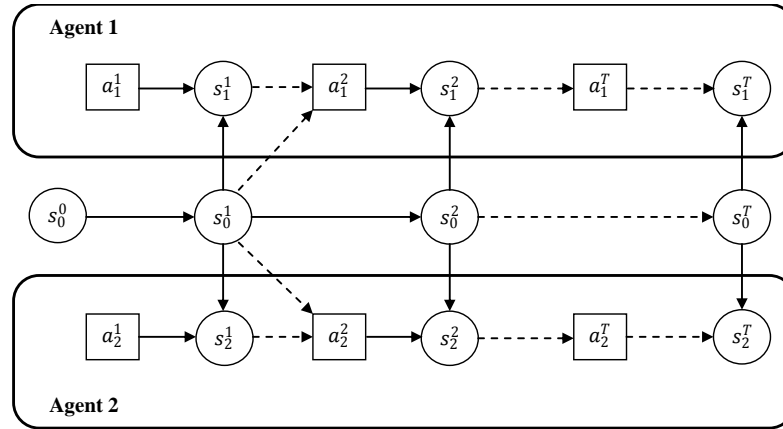 Agent 1
a_1^1 s_1^1 a_1^2 s_1^2 a_1^T s_1^T
s_0^0 s_0^1 s_0^2 s_0^T
a_2^1 s_2^1 a_2^2 s_2^2 a_2^T s_2^T
Agent 2